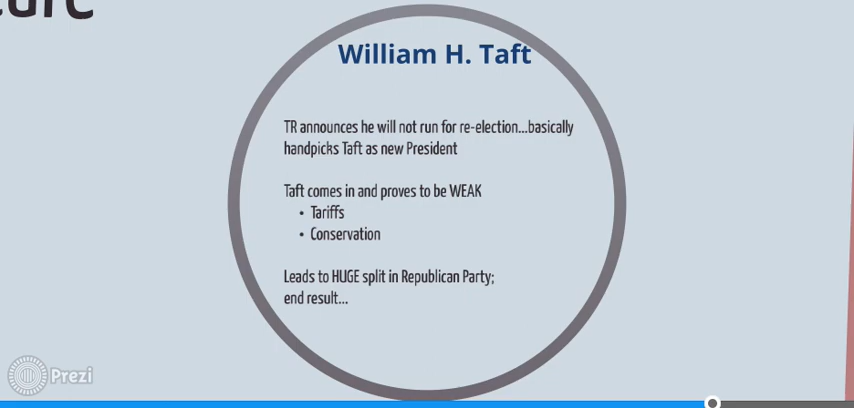 William H. Taft
TR announces he will not run for re-election...basically
handpicks Taft as new President
Taft comes in and proves to be WEAK
• Tariffs
• Conservation
Leads to HUGE split in Republican Party;
end result...
Prezi